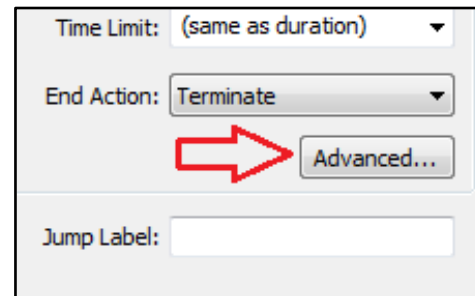 Time Limit: (same as duration)
End Action: Terminate
Advanced...
Jump Label: